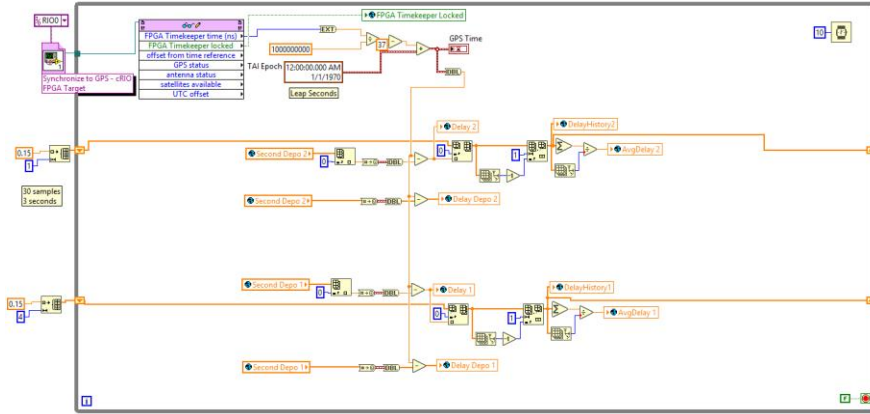 RIO0
FPGA Timekeeper Locked
FPGA Timekeeper time (ns)
EXT
10
FPGA Timekeeper locked
37
GPS Time
offset from time reference
1000000000
GPS status
TAI Epoch
12:00:00.000 AM
1/1/1970
DBL
antenna status
Synchronize to GPS - cRIO
FPGA Target
satellites available
UTC offset
Leap Seconds
Delay 2
DelayHistory2
0.15
Second Depo 2
0
1
AvgDelay 2
1
0
DBL
30 samples
3 seconds
Second Depo 2
DBL
Delay Depo 2
Second Depo 1
Delay 1
DelayHistory1
0.15
0
DBL
4
0
1
AvgDelay 1
Second Depo 1
DBL
Delay Depo 1
i
F